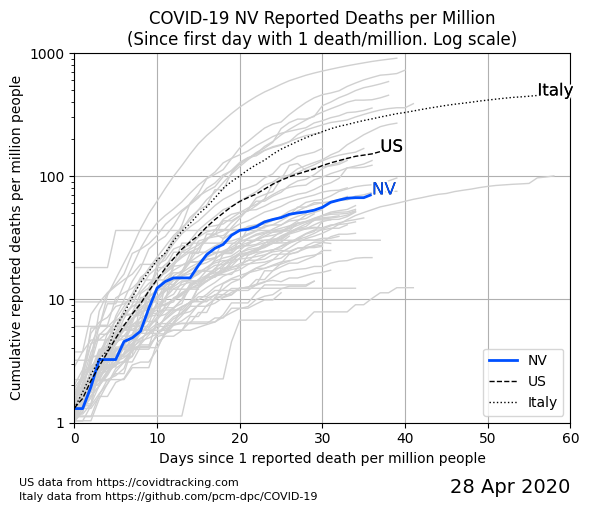 COVID-19 NV Reported Deaths per Million
(Since first day with 1 death/million. Log scale)
Cumulative reported deaths per million people
1000
100
10
1
Italy
US
NV
NV
US
Italy
0 10 20 30 40 50 60
Days since 1 reported death per million people
US data from https://covidtracking.com
Italy data from https://github.com/pcm-dpc/COVID-19
28 Apr 2020